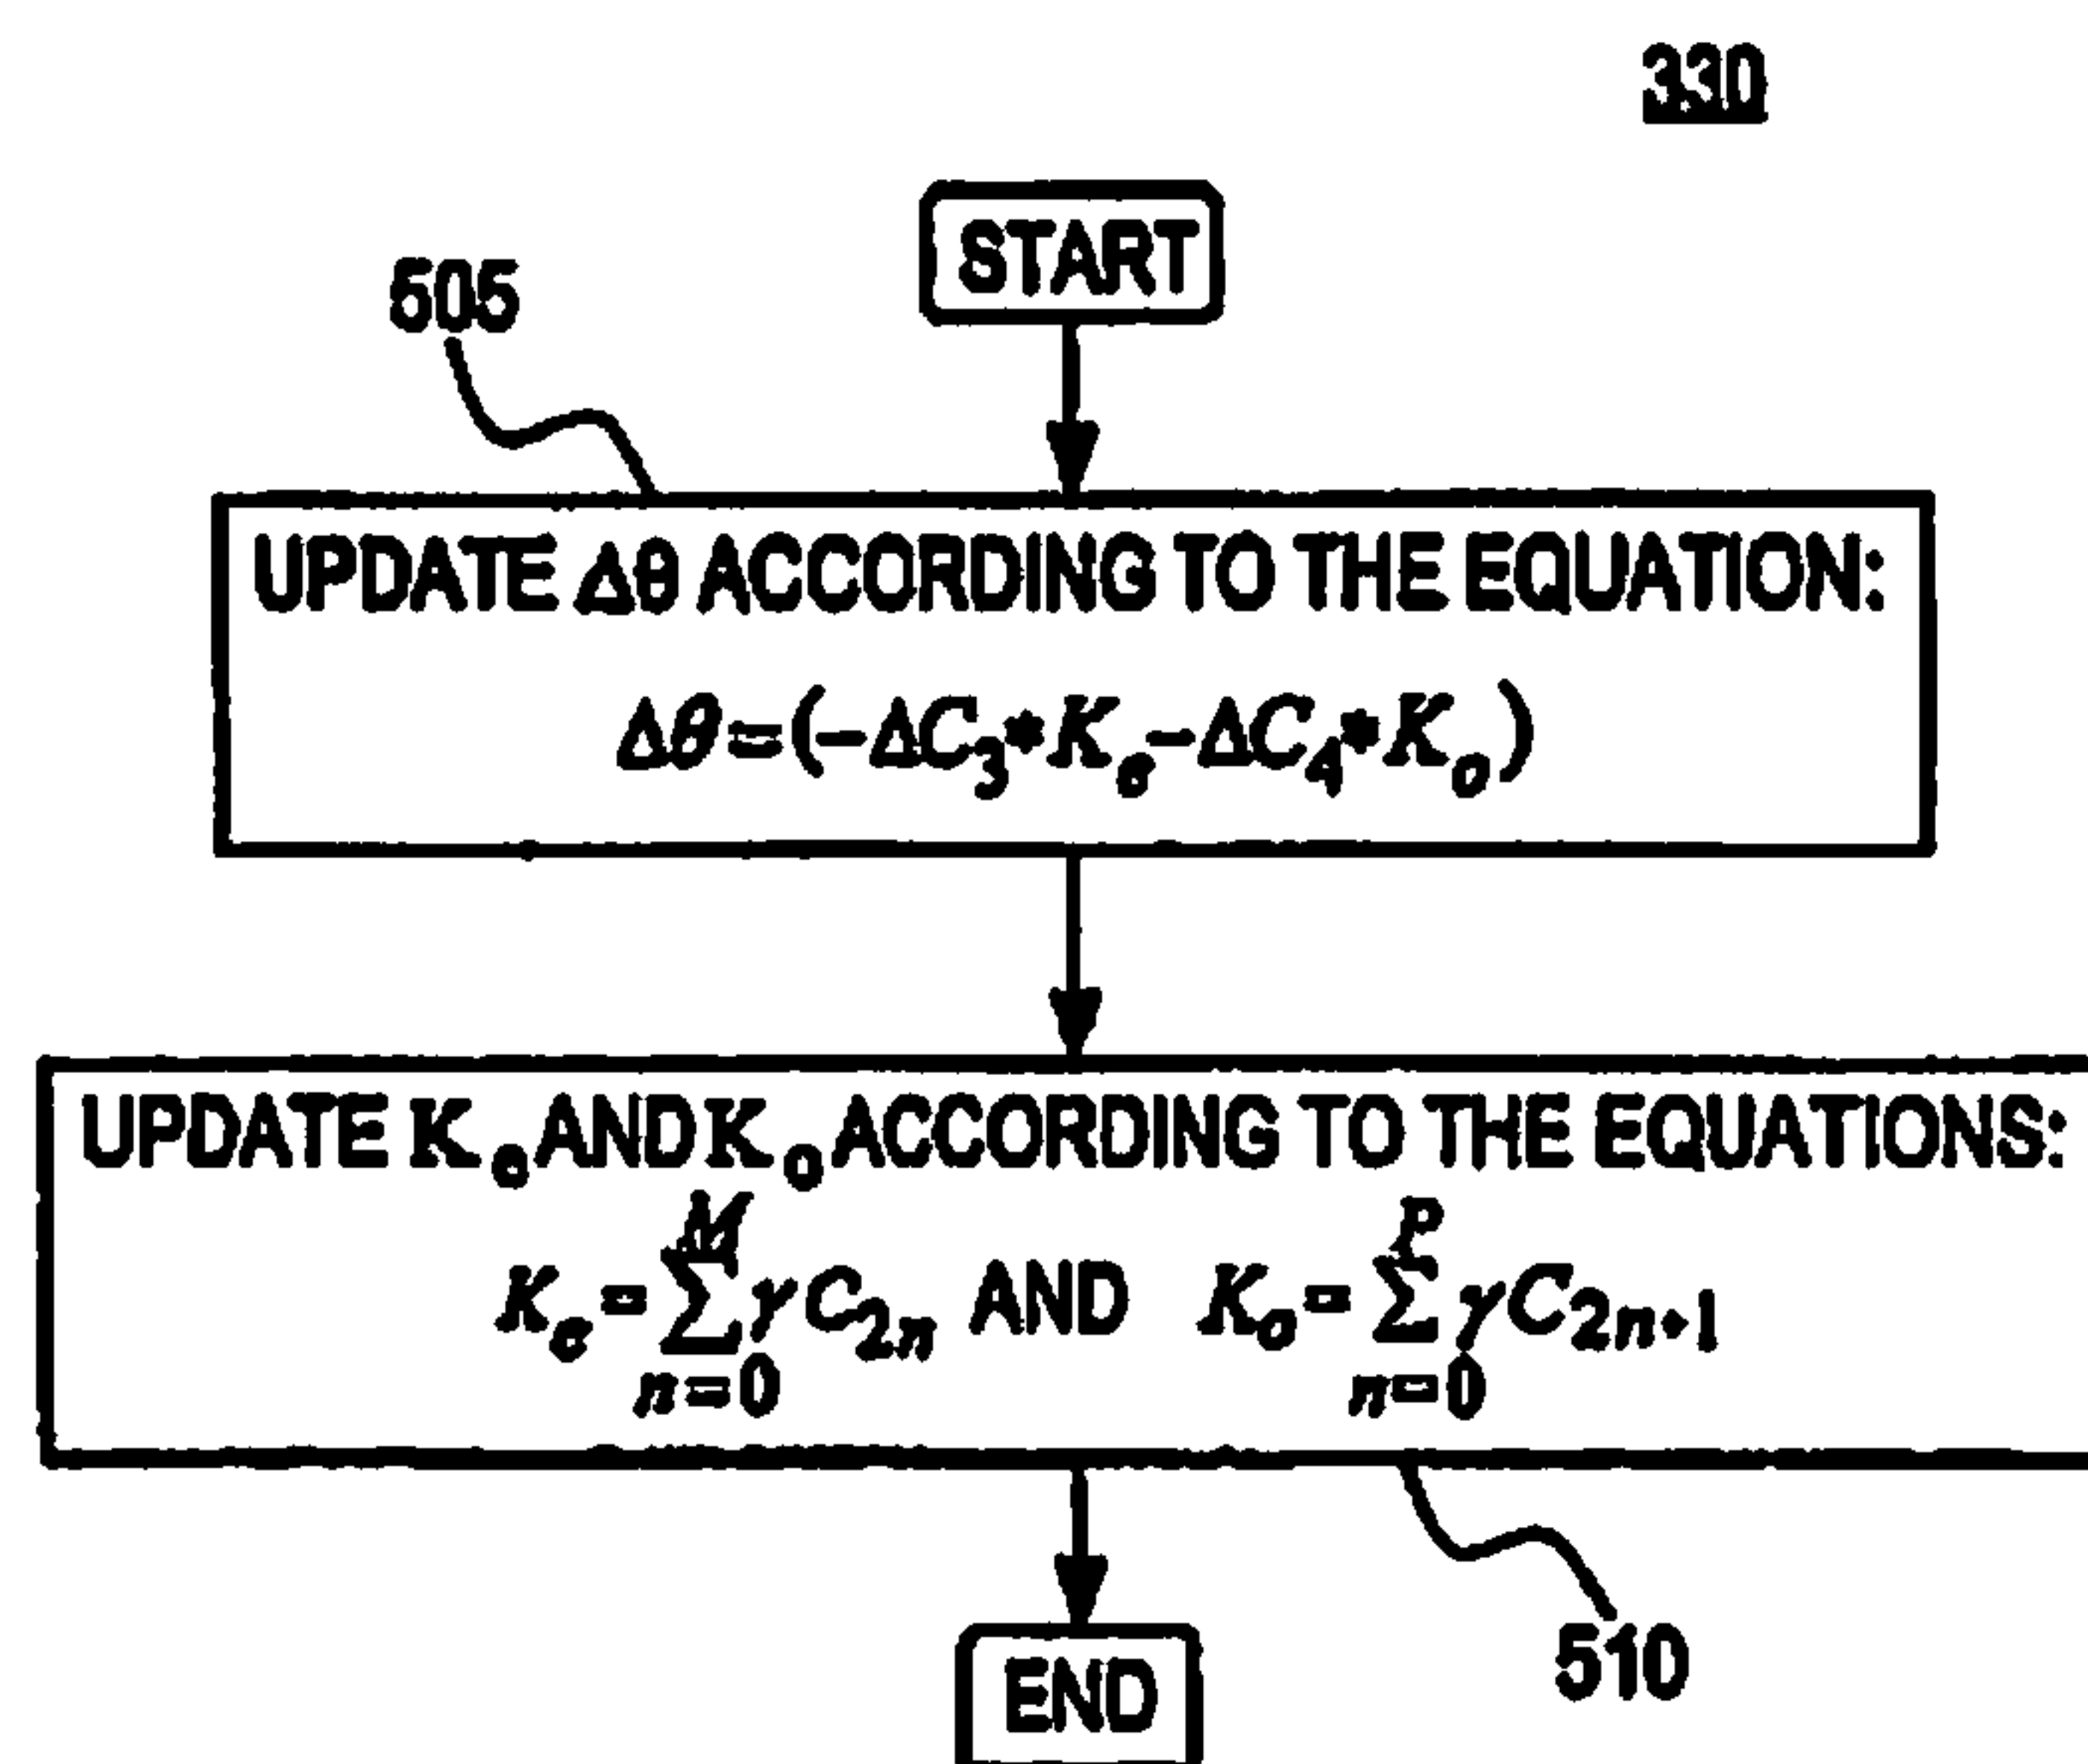 330
START
505
UPDATE Δθ ACCORDING TO THE EQUATION:
Δθ=(-ΔC₃*Kₑ-ΔC₄*Kₒ)
UPDATE Kₑ AND Kₒ ACCORDING TO THE EQUATIONS:
M P
Kₑ=∑γC₂ₙ AND Kₒ=∑γC₂ₙ₊₁
n=0 n=0
END
510